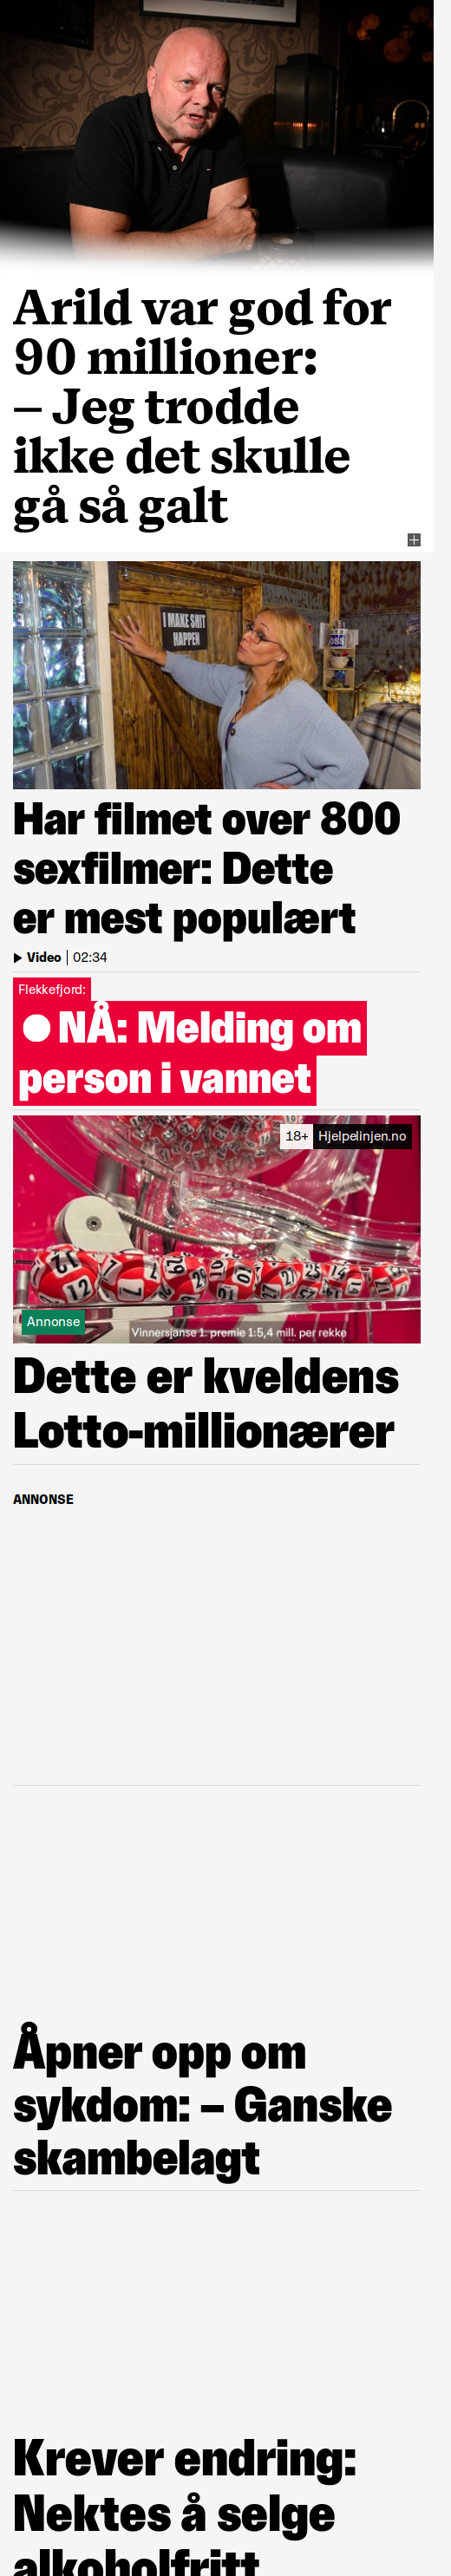 Arild var god for
90 millioner:
– Jeg trodde
ikke det skulle
gå så galt
I MAKE SHIT
HAPPEN
Har filmet over 800
sexfilmer: Dette
er mest populært
Video 02:34
Flekkefjord:
NÅ: Melding om
person i vannet
18+ Hjelpelinjen.no
Annonse
Vinnersjanse 1. premie 1:5,4 mill. per rekke
Dette er kveldens
Lotto-millionærer
ANNONSE
Åpner opp om
sykdom: – Ganske
skambelagt
Krever endring:
Nektes å selge
alkoholfritt